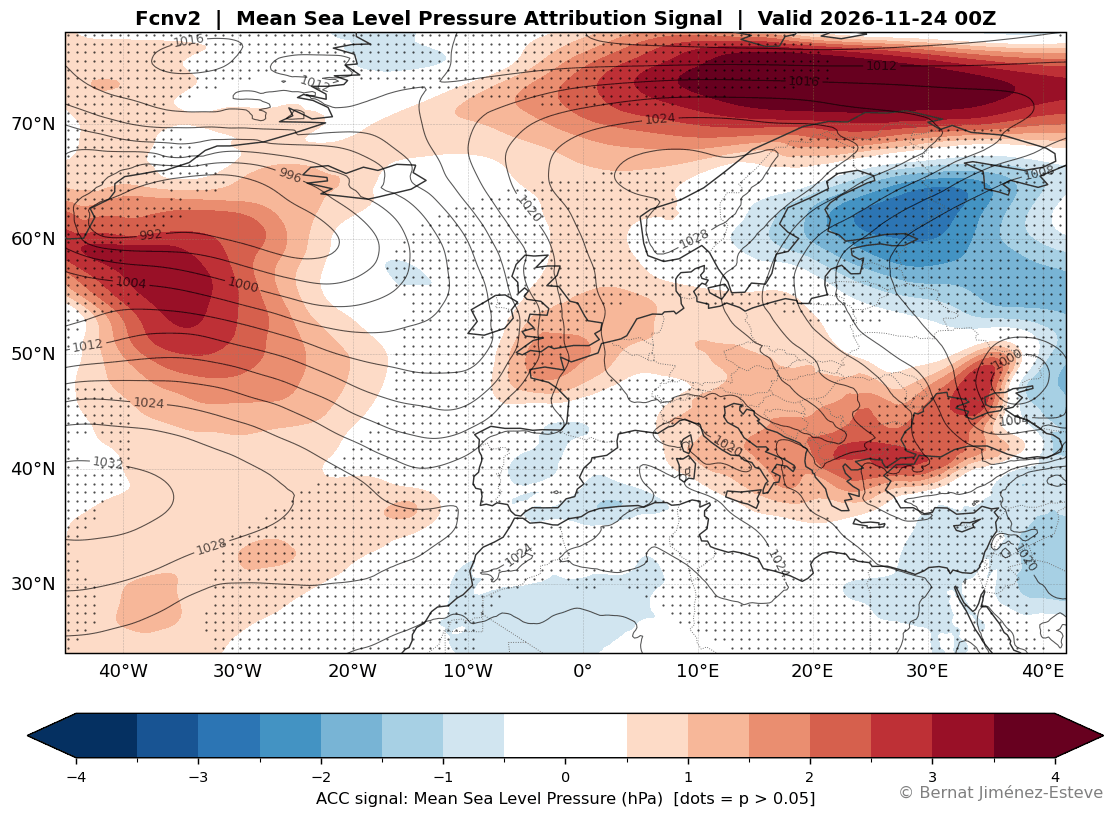 Fcnv2 | Mean Sea Level Pressure Attribution Signal | Valid 2026-11-24 00Z
1016
1012
1012
1016
70°N
1024
996
1008
1020
60°N
992
1028
1004
1000
1012
50°N
1000
1024
1004
1020
40°N
1032
1028
1024
1024
1020
30°N
40°W 30°W 20°W 10°W 0° 10°E 20°E 30°E 40°E
−4 −3 −2 −1 0 1 2 3 4
ACC signal: Mean Sea Level Pressure (hPa) [dots = p > 0.05]
© Bernat Jiménez-Esteve